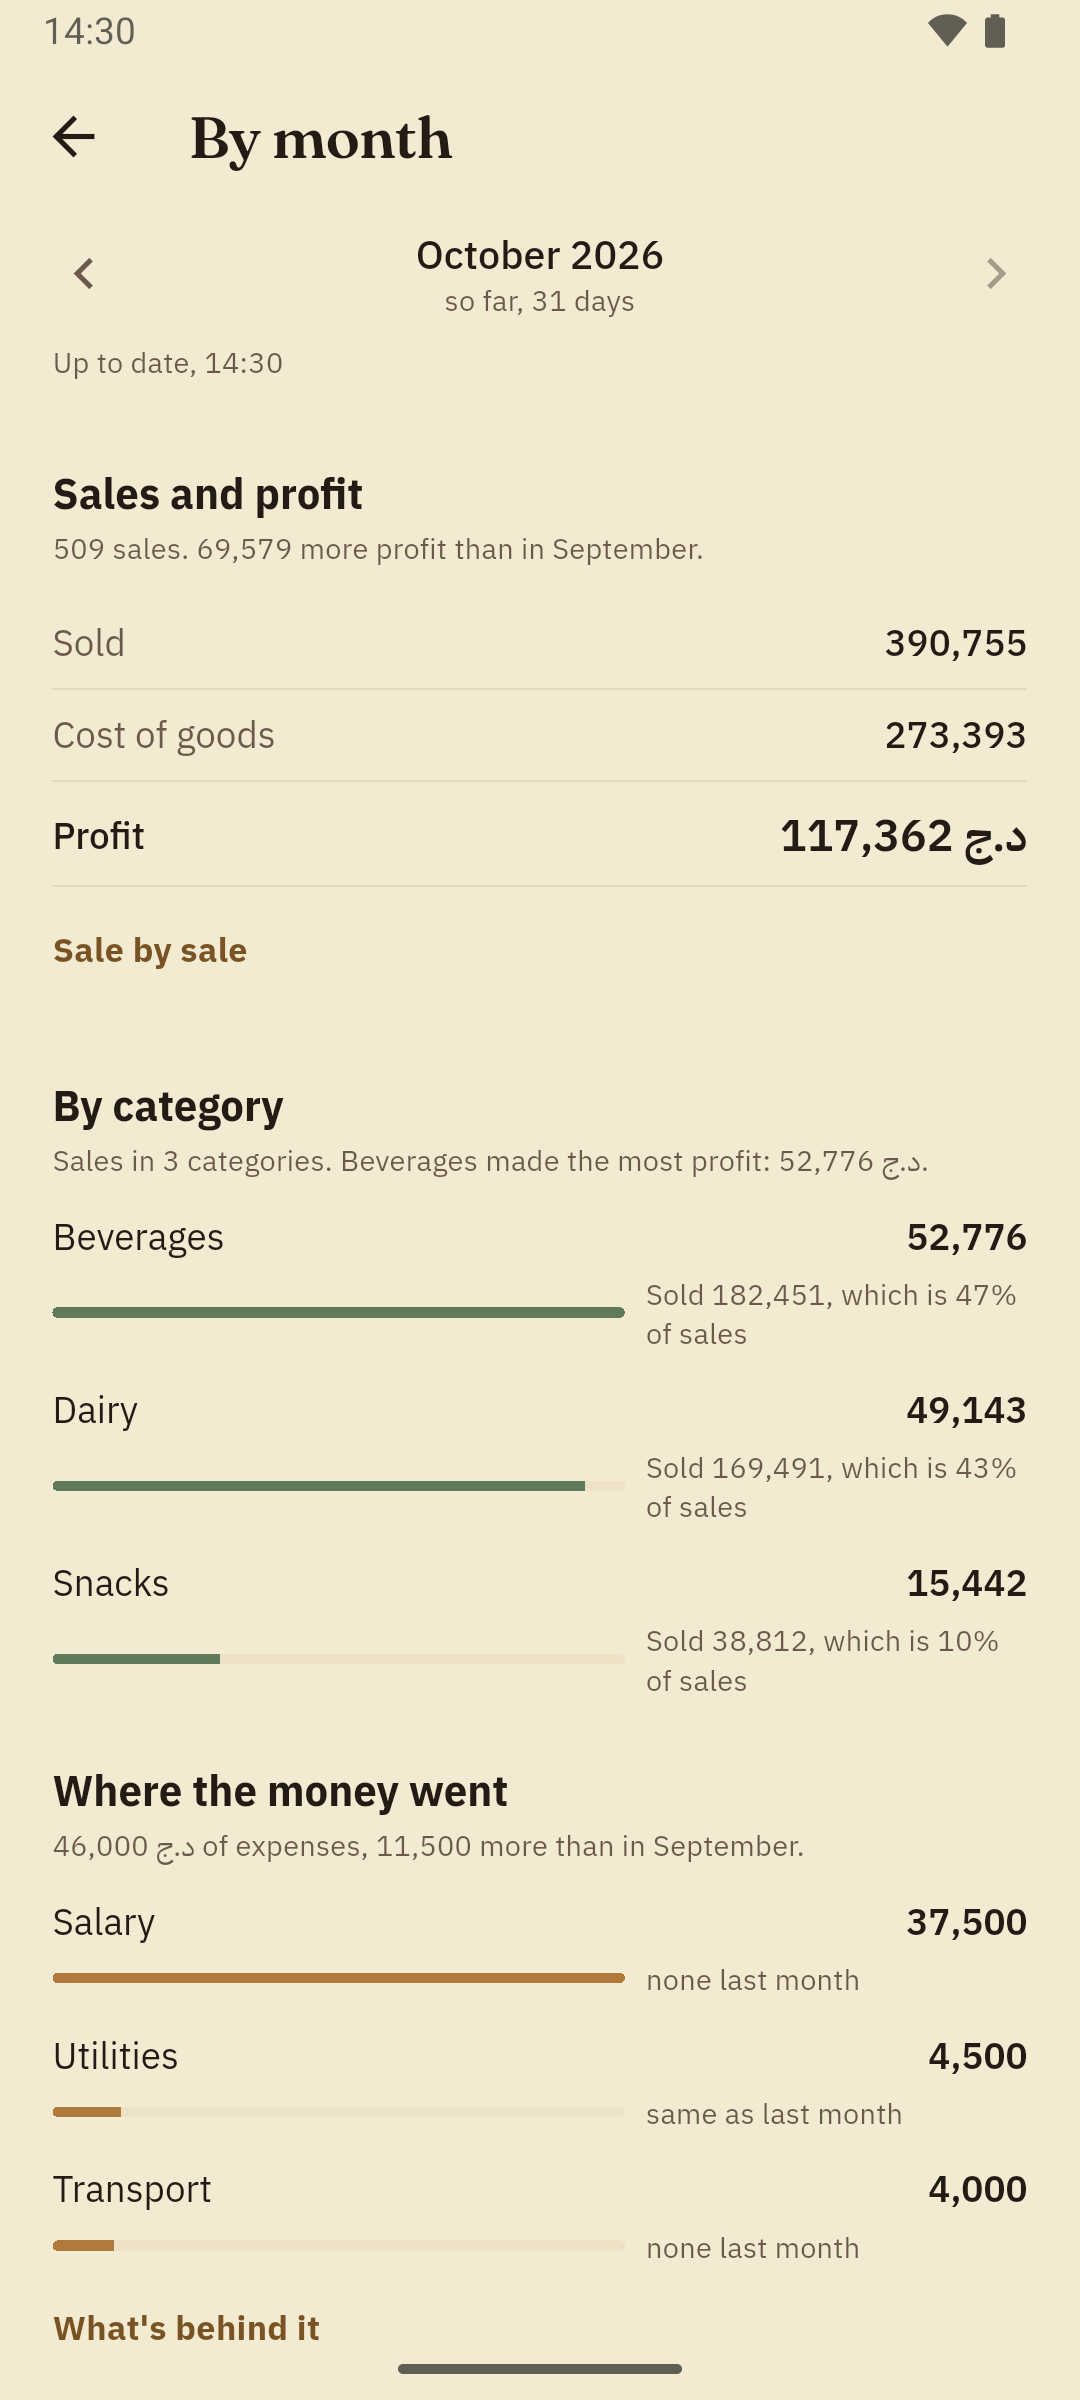 14:30
By month
October 2026
so far, 31 days
Up to date, 14:30
Sales and profit
509 sales. 69,579 more profit than in September.
Sold 390,755
Cost of goods 273,393
Profit 117,362 د.ج
Sale by sale
By category
Sales in 3 categories. Beverages made the most profit: 52,776 د.ج.
Beverages 52,776
Sold 182,451, which is 47%
of sales
Dairy 49,143
Sold 169,491, which is 43%
of sales
Snacks 15,442
Sold 38,812, which is 10%
of sales
Where the money went
46,000 د.ج of expenses, 11,500 more than in September.
Salary 37,500
none last month
Utilities 4,500
same as last month
Transport 4,000
none last month
What's behind it